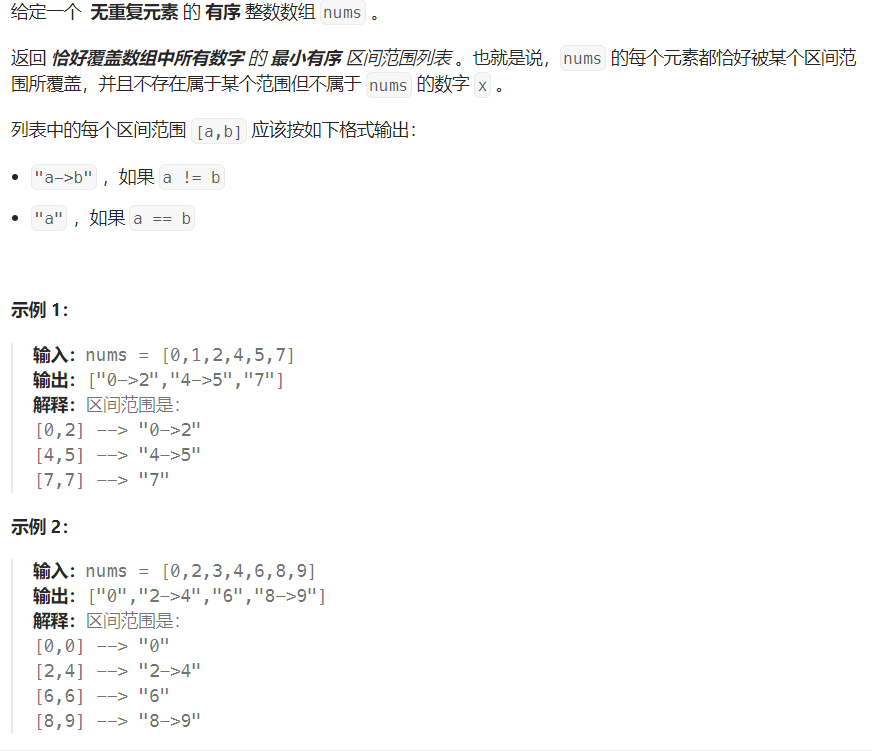 给定一个 无重复元素 的 有序 整数数组 nums 。
返回 恰好覆盖数组中所有数字 的 最小有序 区间范围列表 。也就是说，nums 的每个元素都恰好被某个区间范
围所覆盖，并且不存在属于某个范围但不属于 nums 的数字 x 。
列表中的每个区间范围 [a,b] 应该按如下格式输出：
• "a->b" ，如果 a != b
• "a" ，如果 a == b
示例 1：
输入：nums = [0,1,2,4,5,7]
输出：["0->2","4->5","7"]
解释：区间范围是：
[0,2] --> "0->2"
[4,5] --> "4->5"
[7,7] --> "7"
示例 2：
输入：nums = [0,2,3,4,6,8,9]
输出：["0","2->4","6","8->9"]
解释：区间范围是：
[0,0] --> "0"
[2,4] --> "2->4"
[6,6] --> "6"
[8,9] --> "8->9"